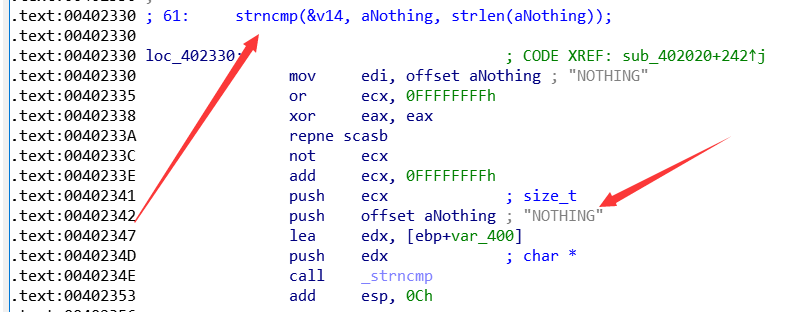 .text:00402330 ;
.text:00402330 ; 61:     strncmp(&v14, aNothing, strlen(aNothing));
.text:00402330
.text:00402330 loc_402330:                             ; CODE XREF: sub_402020+242↑j
.text:00402330                 mov     edi, offset aNothing ; "NOTHING"
.text:00402335                 or      ecx, 0FFFFFFFFh
.text:00402338                 xor     eax, eax
.text:0040233A                 repne scasb
.text:0040233C                 not     ecx
.text:0040233E                 add     ecx, 0FFFFFFFFh
.text:00402341                 push    ecx             ; size_t
.text:00402342                 push    offset aNothing ; "NOTHING"
.text:00402347                 lea     edx, [ebp+var_400]
.text:0040234D                 push    edx             ; char *
.text:0040234E                 call    _strncmp
.text:00402353                 add     esp, 0Ch